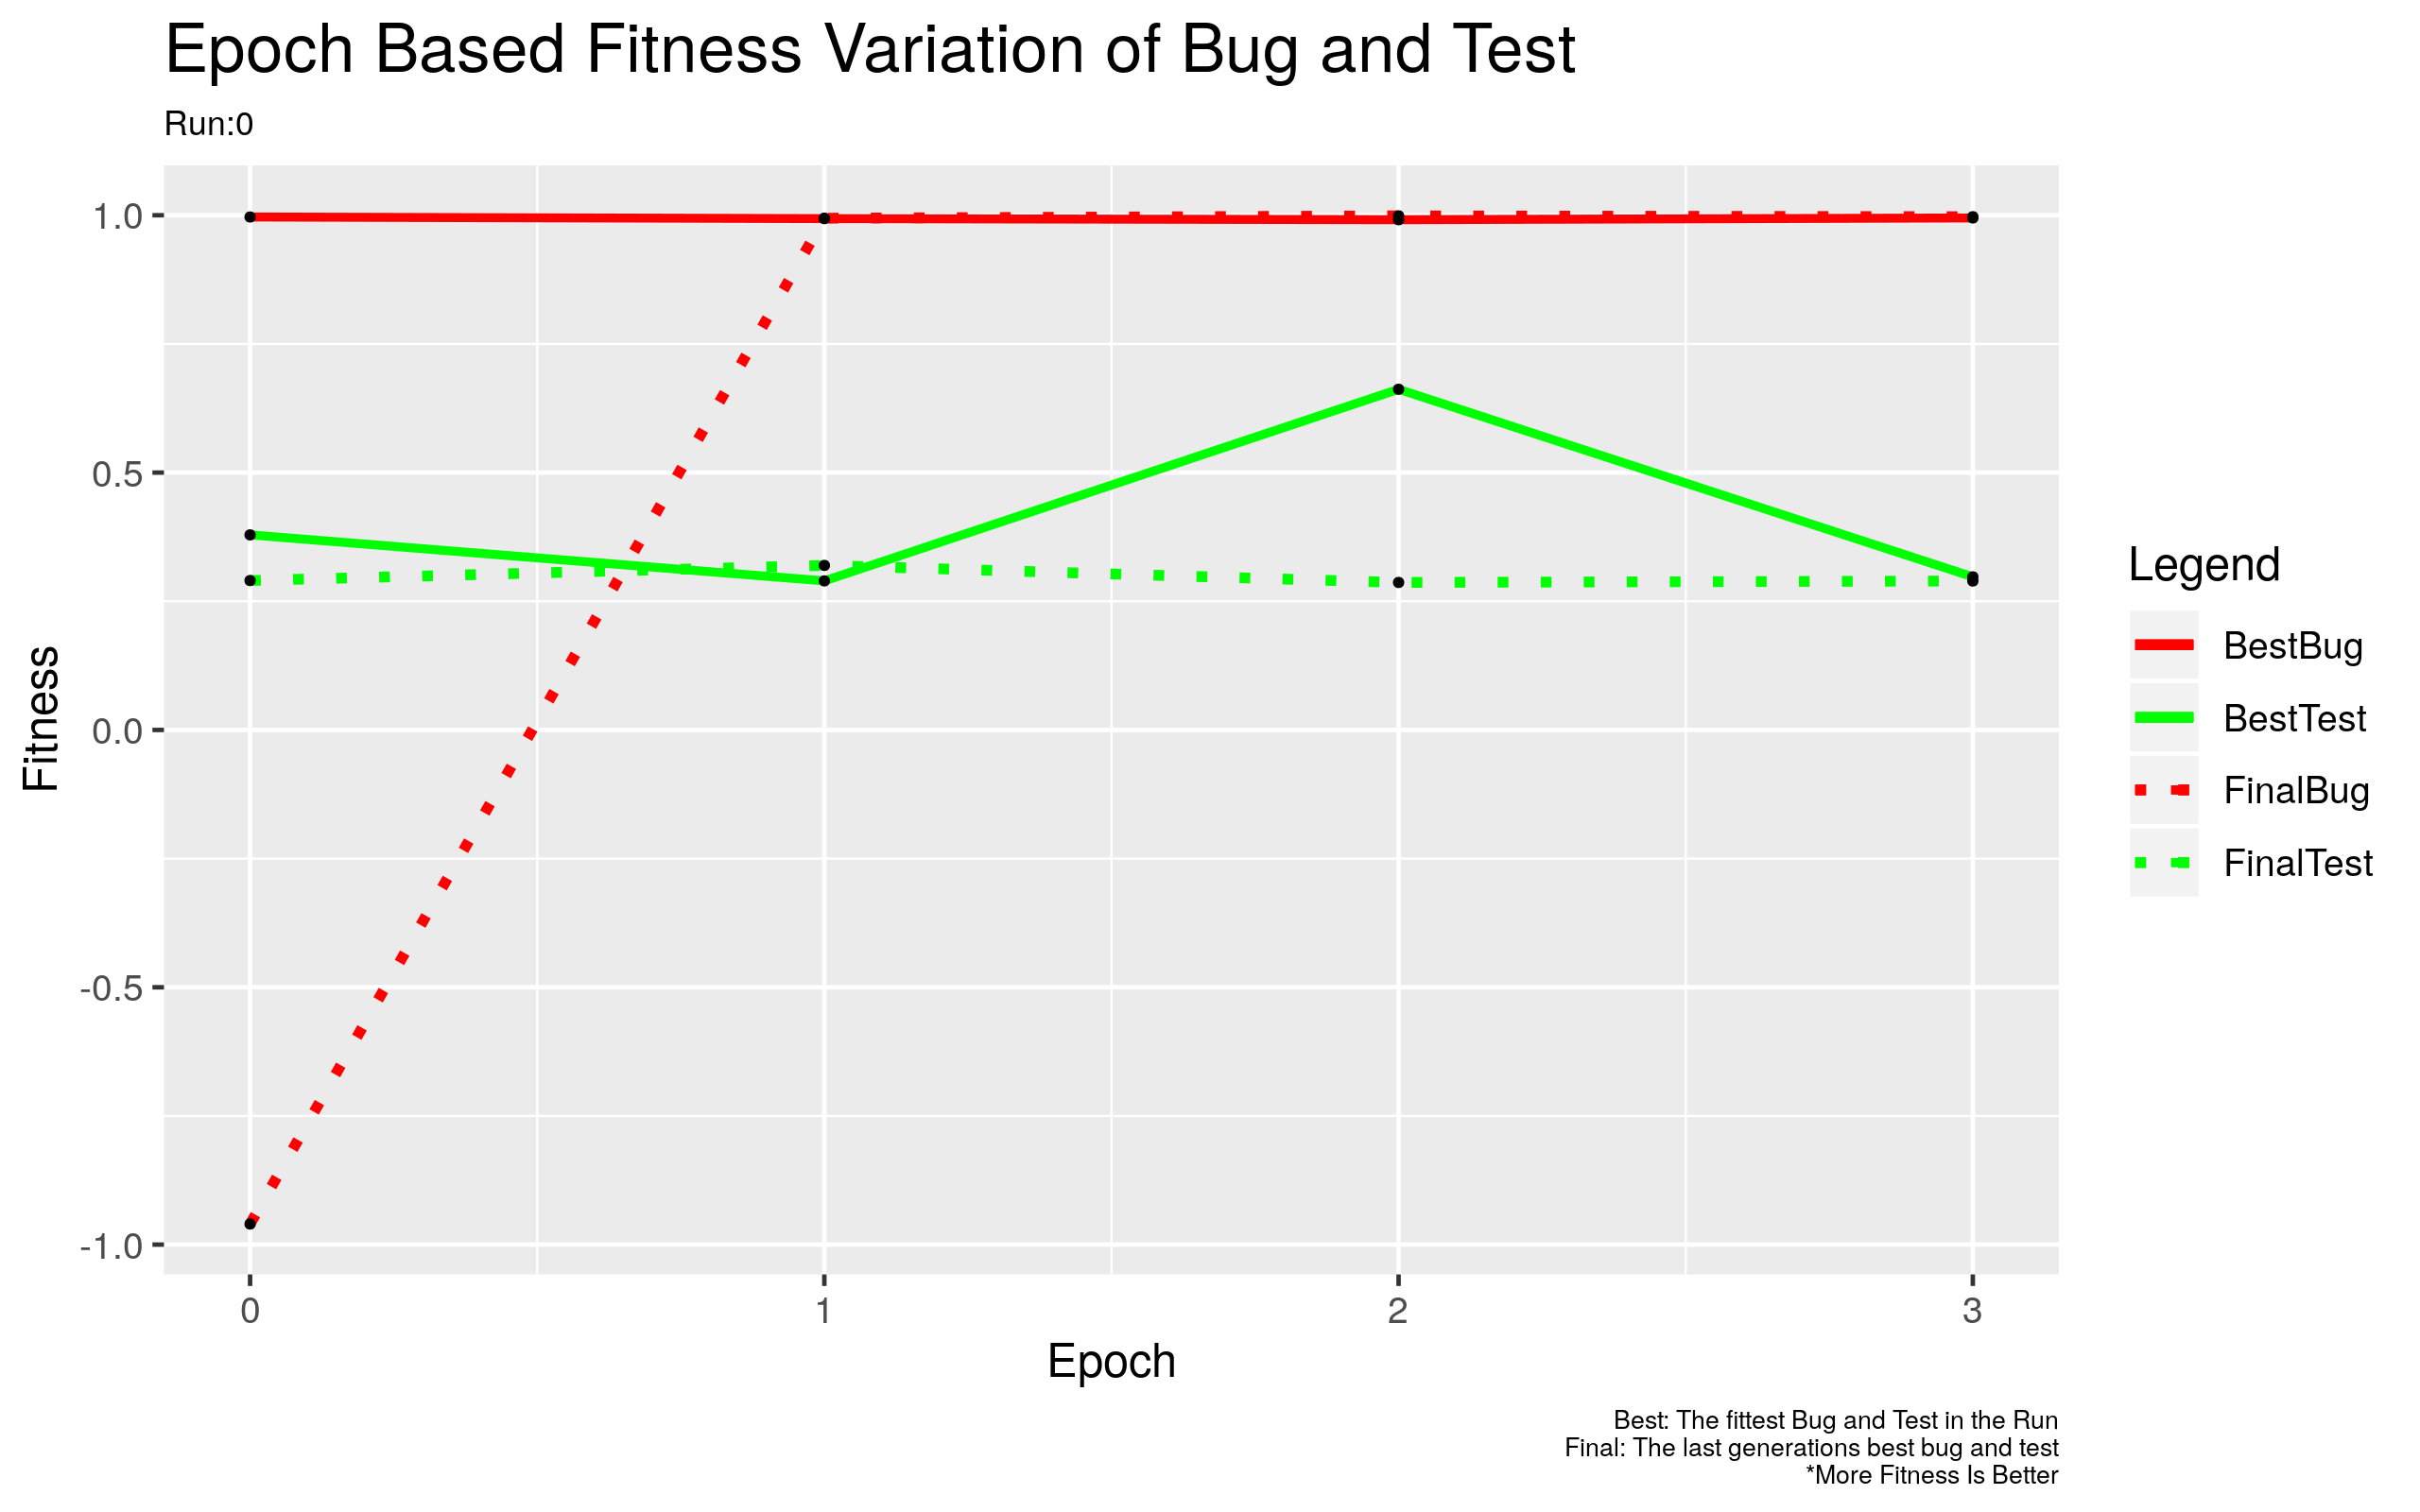 Epoch Based Fitness Variation of Bug and Test
Run:0
1.0
0.5
0.0
-0.5
-1.0
Fitness
0
1
2
3
Epoch
Legend
BestBug
BestTest
FinalBug
FinalTest
Best: The fittest Bug and Test in the Run
Final: The last generations best bug and test
*More Fitness Is Better